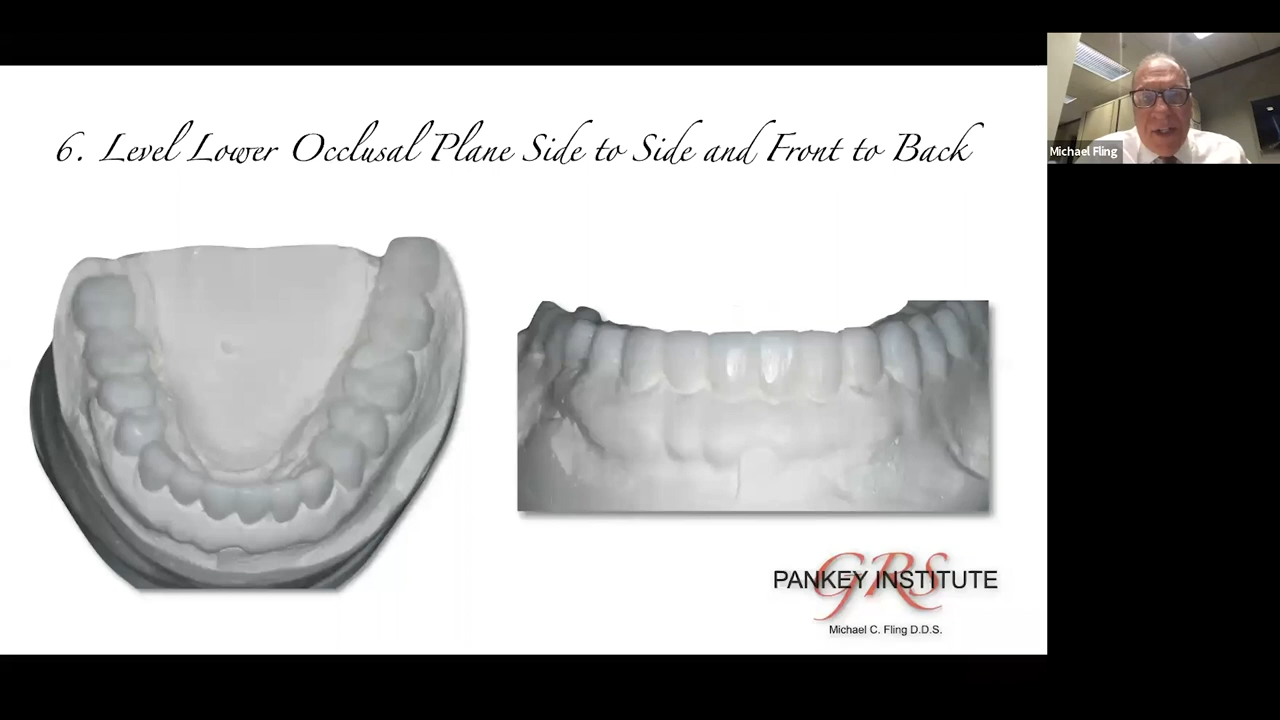 6. Level Lower Occlusal Plane Side to Side and Front to Back
Michael Fling
GRS
PANKEY INSTITUTE
Michael C. Fling D.D.S.